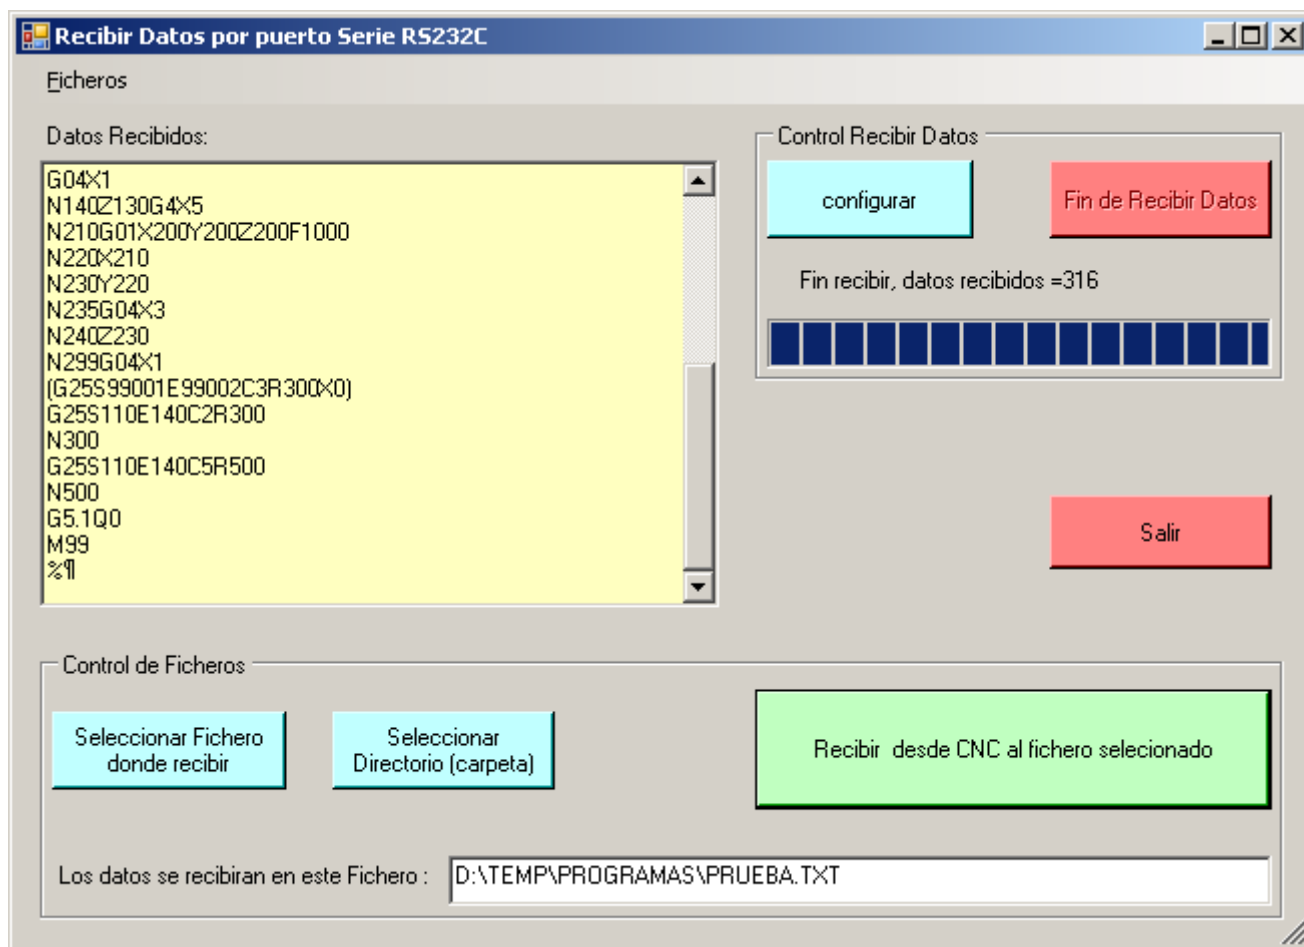 Recibir Datos por puerto Serie RS232C
Ficheros
Datos Recibidos:
G04X1
N140Z130G4X5
N210G01X200Y200Z200F1000
N220X210
N230Y220
N235G04X3
N240Z230
N299G04X1
(G25S99001E99002C3R300X0)
G25S110E140C2R300
N300
G25S110E140C5R500
N500
G5.1Q0
M99
%¶
Control Recibir Datos
configurar
Fin de Recibir Datos
Fin recibir, datos recibidos =316
Salir
Control de Ficheros
Seleccionar Fichero
donde recibir
Seleccionar
Directorio (carpeta)
Recibir  desde CNC al fichero selecionado
Los datos se recibiran en este Fichero :
D:\TEMP\PROGRAMAS\PRUEBA.TXT